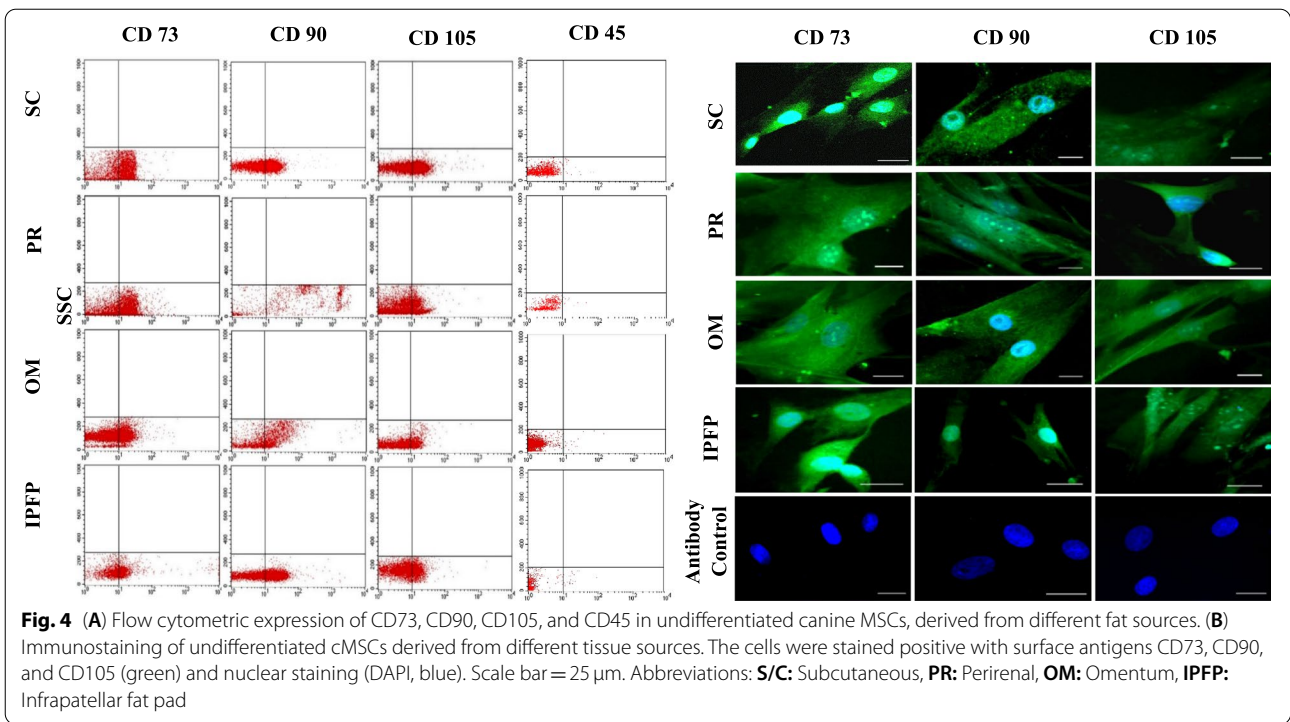 CD 73 CD 90 CD 105 CD 45
SC
PR
SSC
OM
IPFP
CD 73 CD 90 CD 105
SC
PR
OM
IPFP
Antibody
Control
Fig. 4 (A) Flow cytometric expression of CD73, CD90, CD105, and CD45 in undifferentiated canine MSCs, derived from different fat sources. (B)
Immunostaining of undifferentiated cMSCs derived from different tissue sources. The cells were stained positive with surface antigens CD73, CD90,
and CD105 (green) and nuclear staining (DAPI, blue). Scale bar = 25 μm. Abbreviations: S/C: Subcutaneous, PR: Perirenal, OM: Omentum, IPFP:
Infrapatellar fat pad